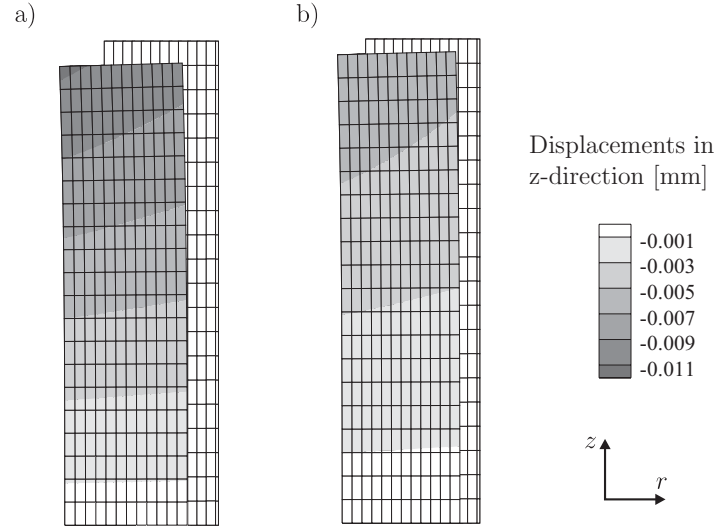 a)
b)
Displacements in
z-direction [mm]
-0.001
-0.003
-0.005
-0.007
-0.009
-0.011
z
r